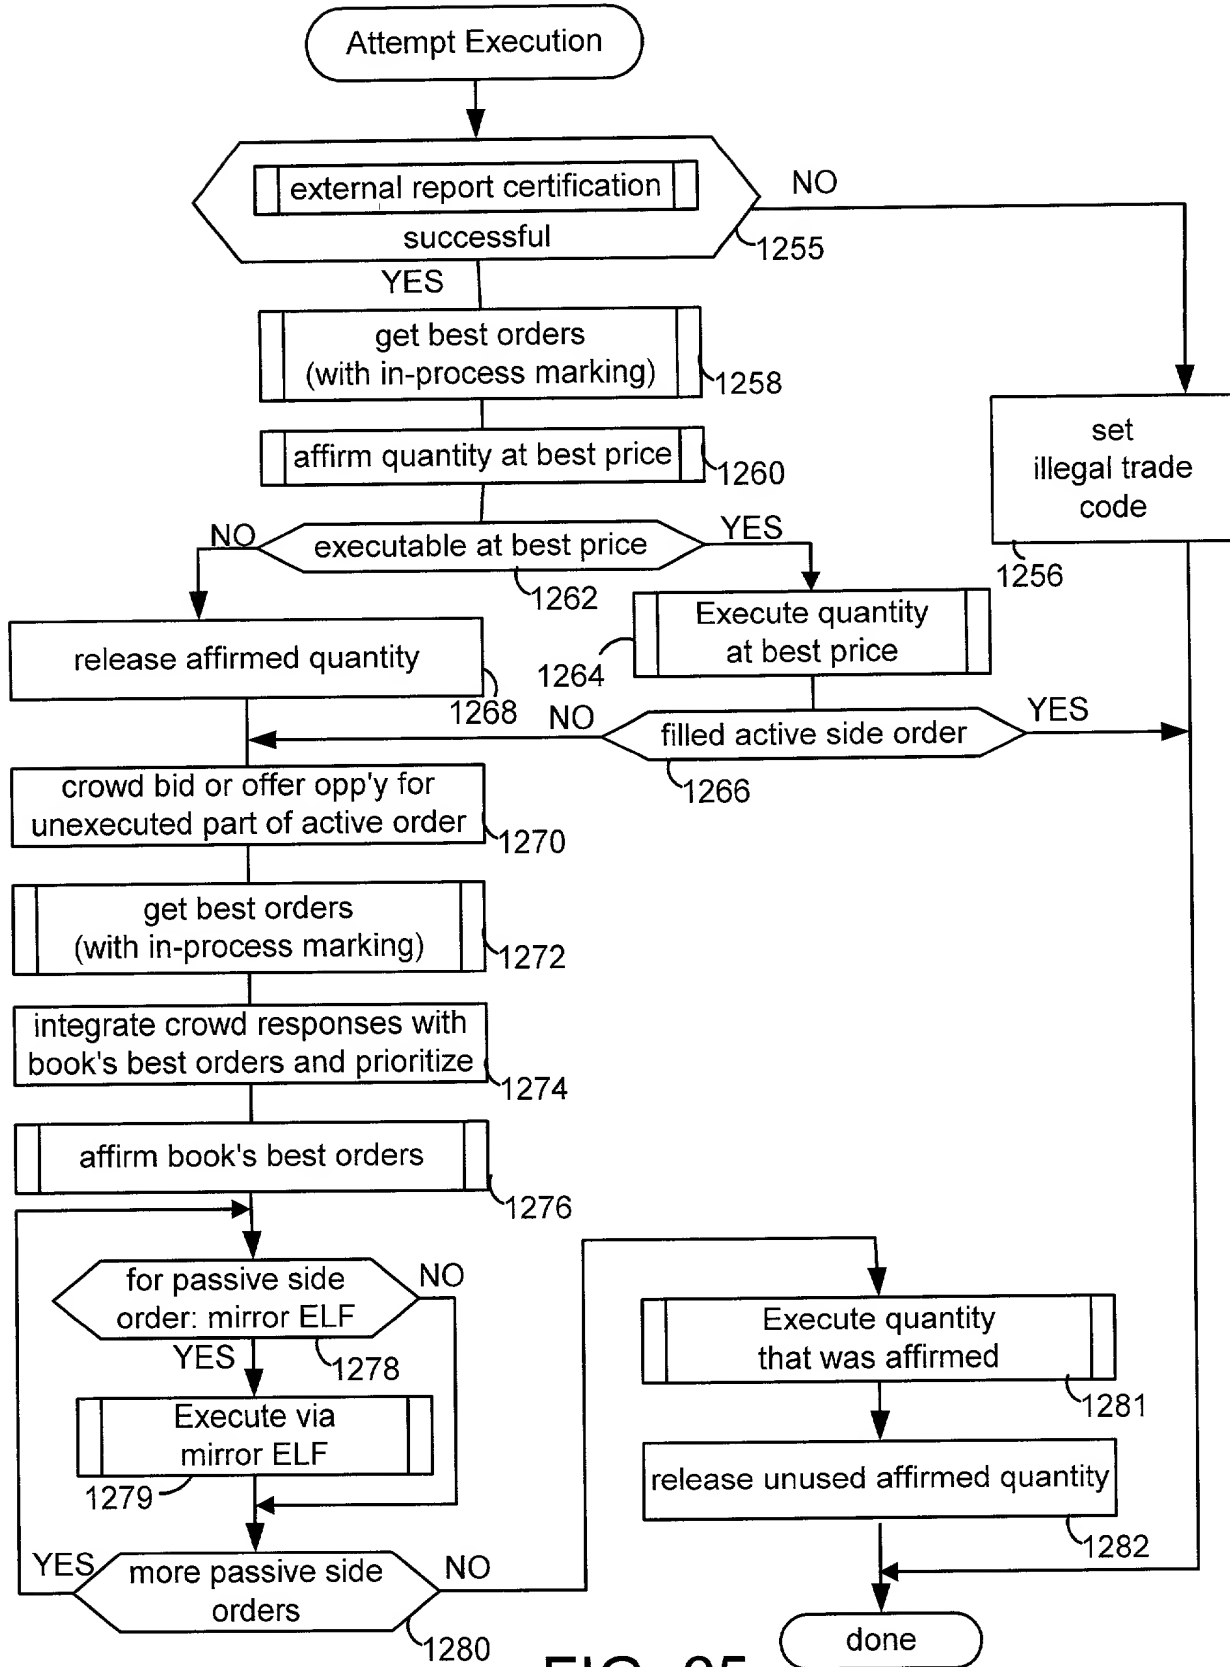 Attempt Execution
external report certification
successful
NO
1255
YES
get best orders
(with in-process marking)
1258
affirm quantity at best price
1260
set
illegal trade
code
1256
NO
executable at best price
YES
1262
Execute quantity
at best price
1264
release affirmed quantity
1268
NO
filled active side order
YES
1266
crowd bid or offer opp'y for
unexecuted part of active order
1270
get best orders
(with in-process marking)
1272
integrate crowd responses with
book's best orders and prioritize
1274
affirm book's best orders
1276
for passive side
order: mirror ELF
NO
YES
1278
Execute via
mirror ELF
1279
YES
more passive side
orders
NO
1280
Execute quantity
that was affirmed
1281
release unused affirmed quantity
1282
done